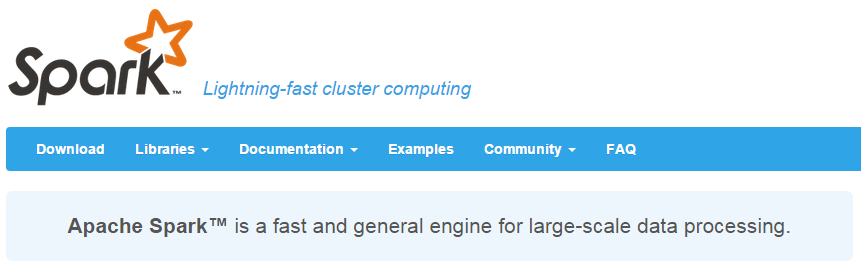 Spark™ Lightning-fast cluster computing
Download Libraries Documentation Examples Community FAQ
Apache Spark™ is a fast and general engine for large-scale data processing.